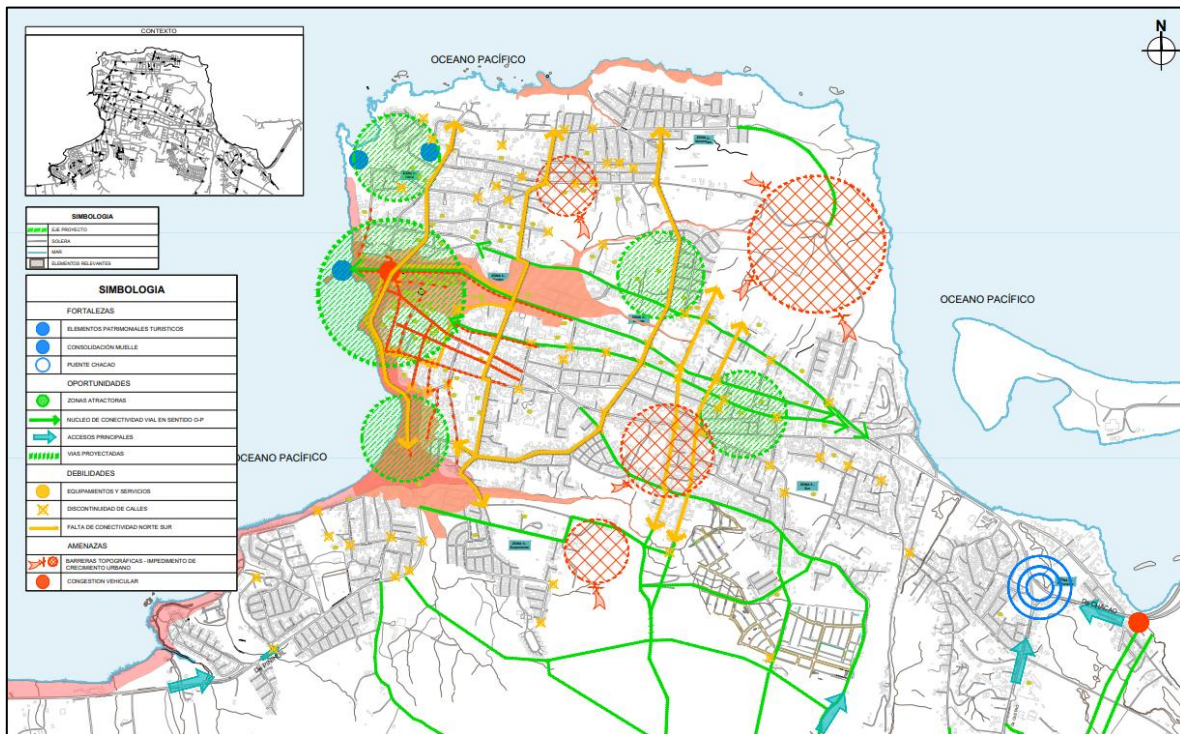 CONTEXTO
OCEANO PACÍFICO
N
SIMBOLOGIA
EJE PROYECTO
SOLERA
MAR
ELEMENTOS RELEVANTES
SIMBOLOGIA
FORTALEZAS
ELEMENTOS PATRIMONIALES TURISTICOS
CONSOLIDACIÓN MUELLE
PUENTE CHACAO
OPORTUNIDADES
ZONAS ATRACTORAS
NUCLEO DE CONECTIVIDAD VIAL EN SENTIDO O-P
ACCESOS PRINCIPALES
VIAS PROYECTADAS
DEBILIDADES
EQUIPAMIENTOS Y SERVICIOS
DISCONTINUIDAD DE CALLES
FALTA DE CONECTIVIDAD NORTE SUR
AMENAZAS
BARRERAS TOPOGRÁFICAS - IMPEDIMENTO DE
CRECIMIENTO URBANO
CONGESTION VEHICULAR
OCEANO PACÍFICO
OCEANO PACÍFICO
De CHACAO